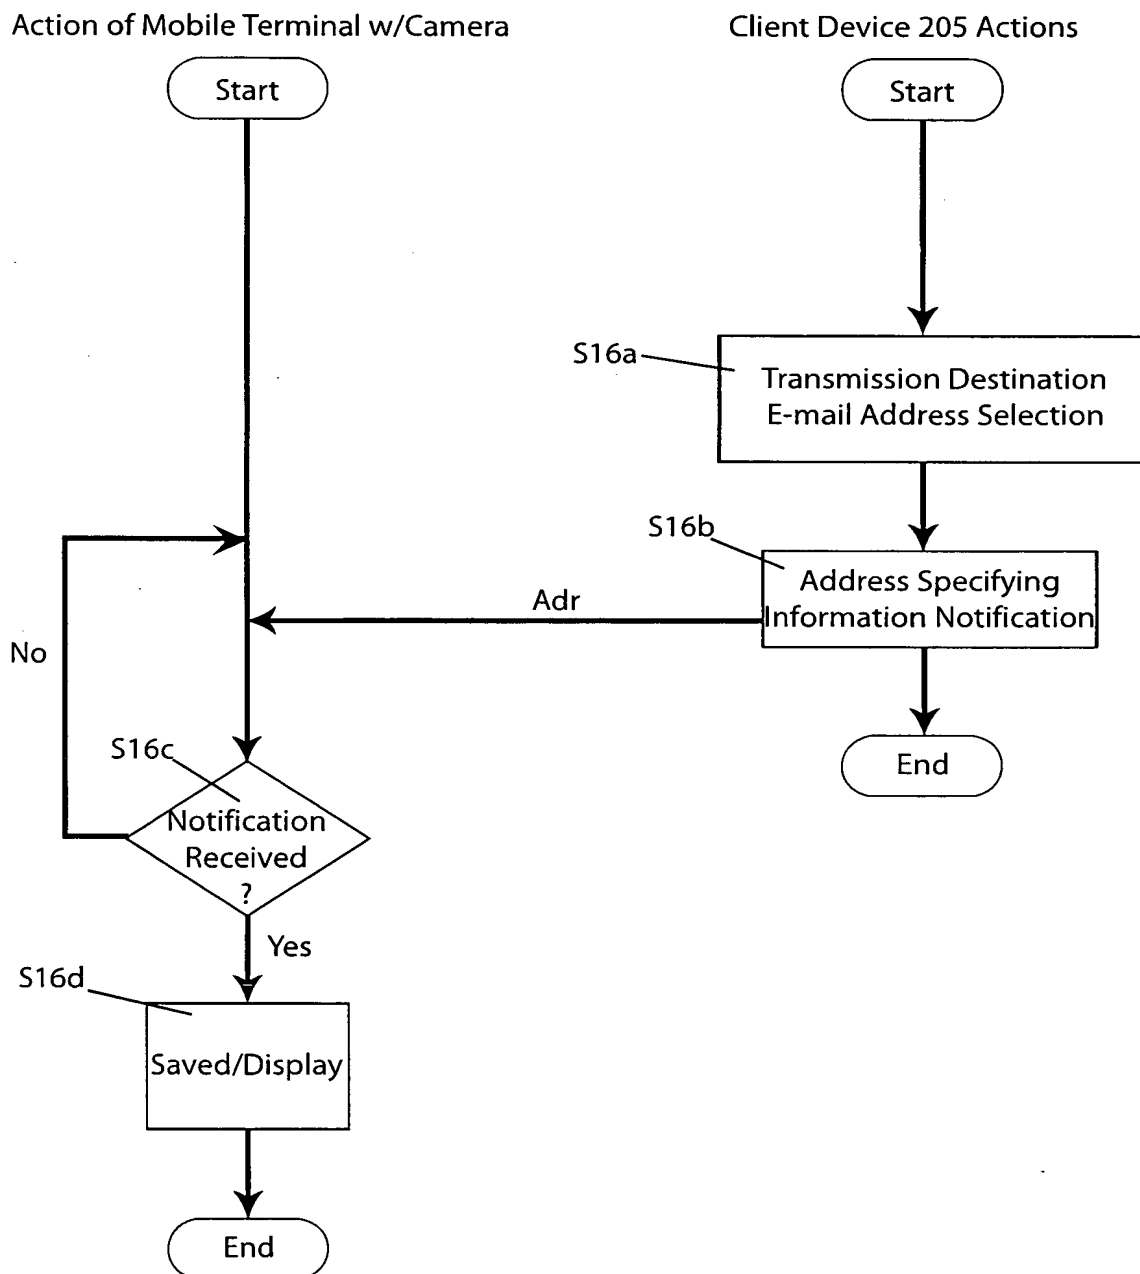 Action of Mobile Terminal w/Camera
Client Device 205 Actions
Start
Start
S16a
Transmission Destination
E-mail Address Selection
S16b
Address Specifying
Information Notification
Adr
No
End
S16c
Notification
Received
?
Yes
S16d
Saved/Display
End